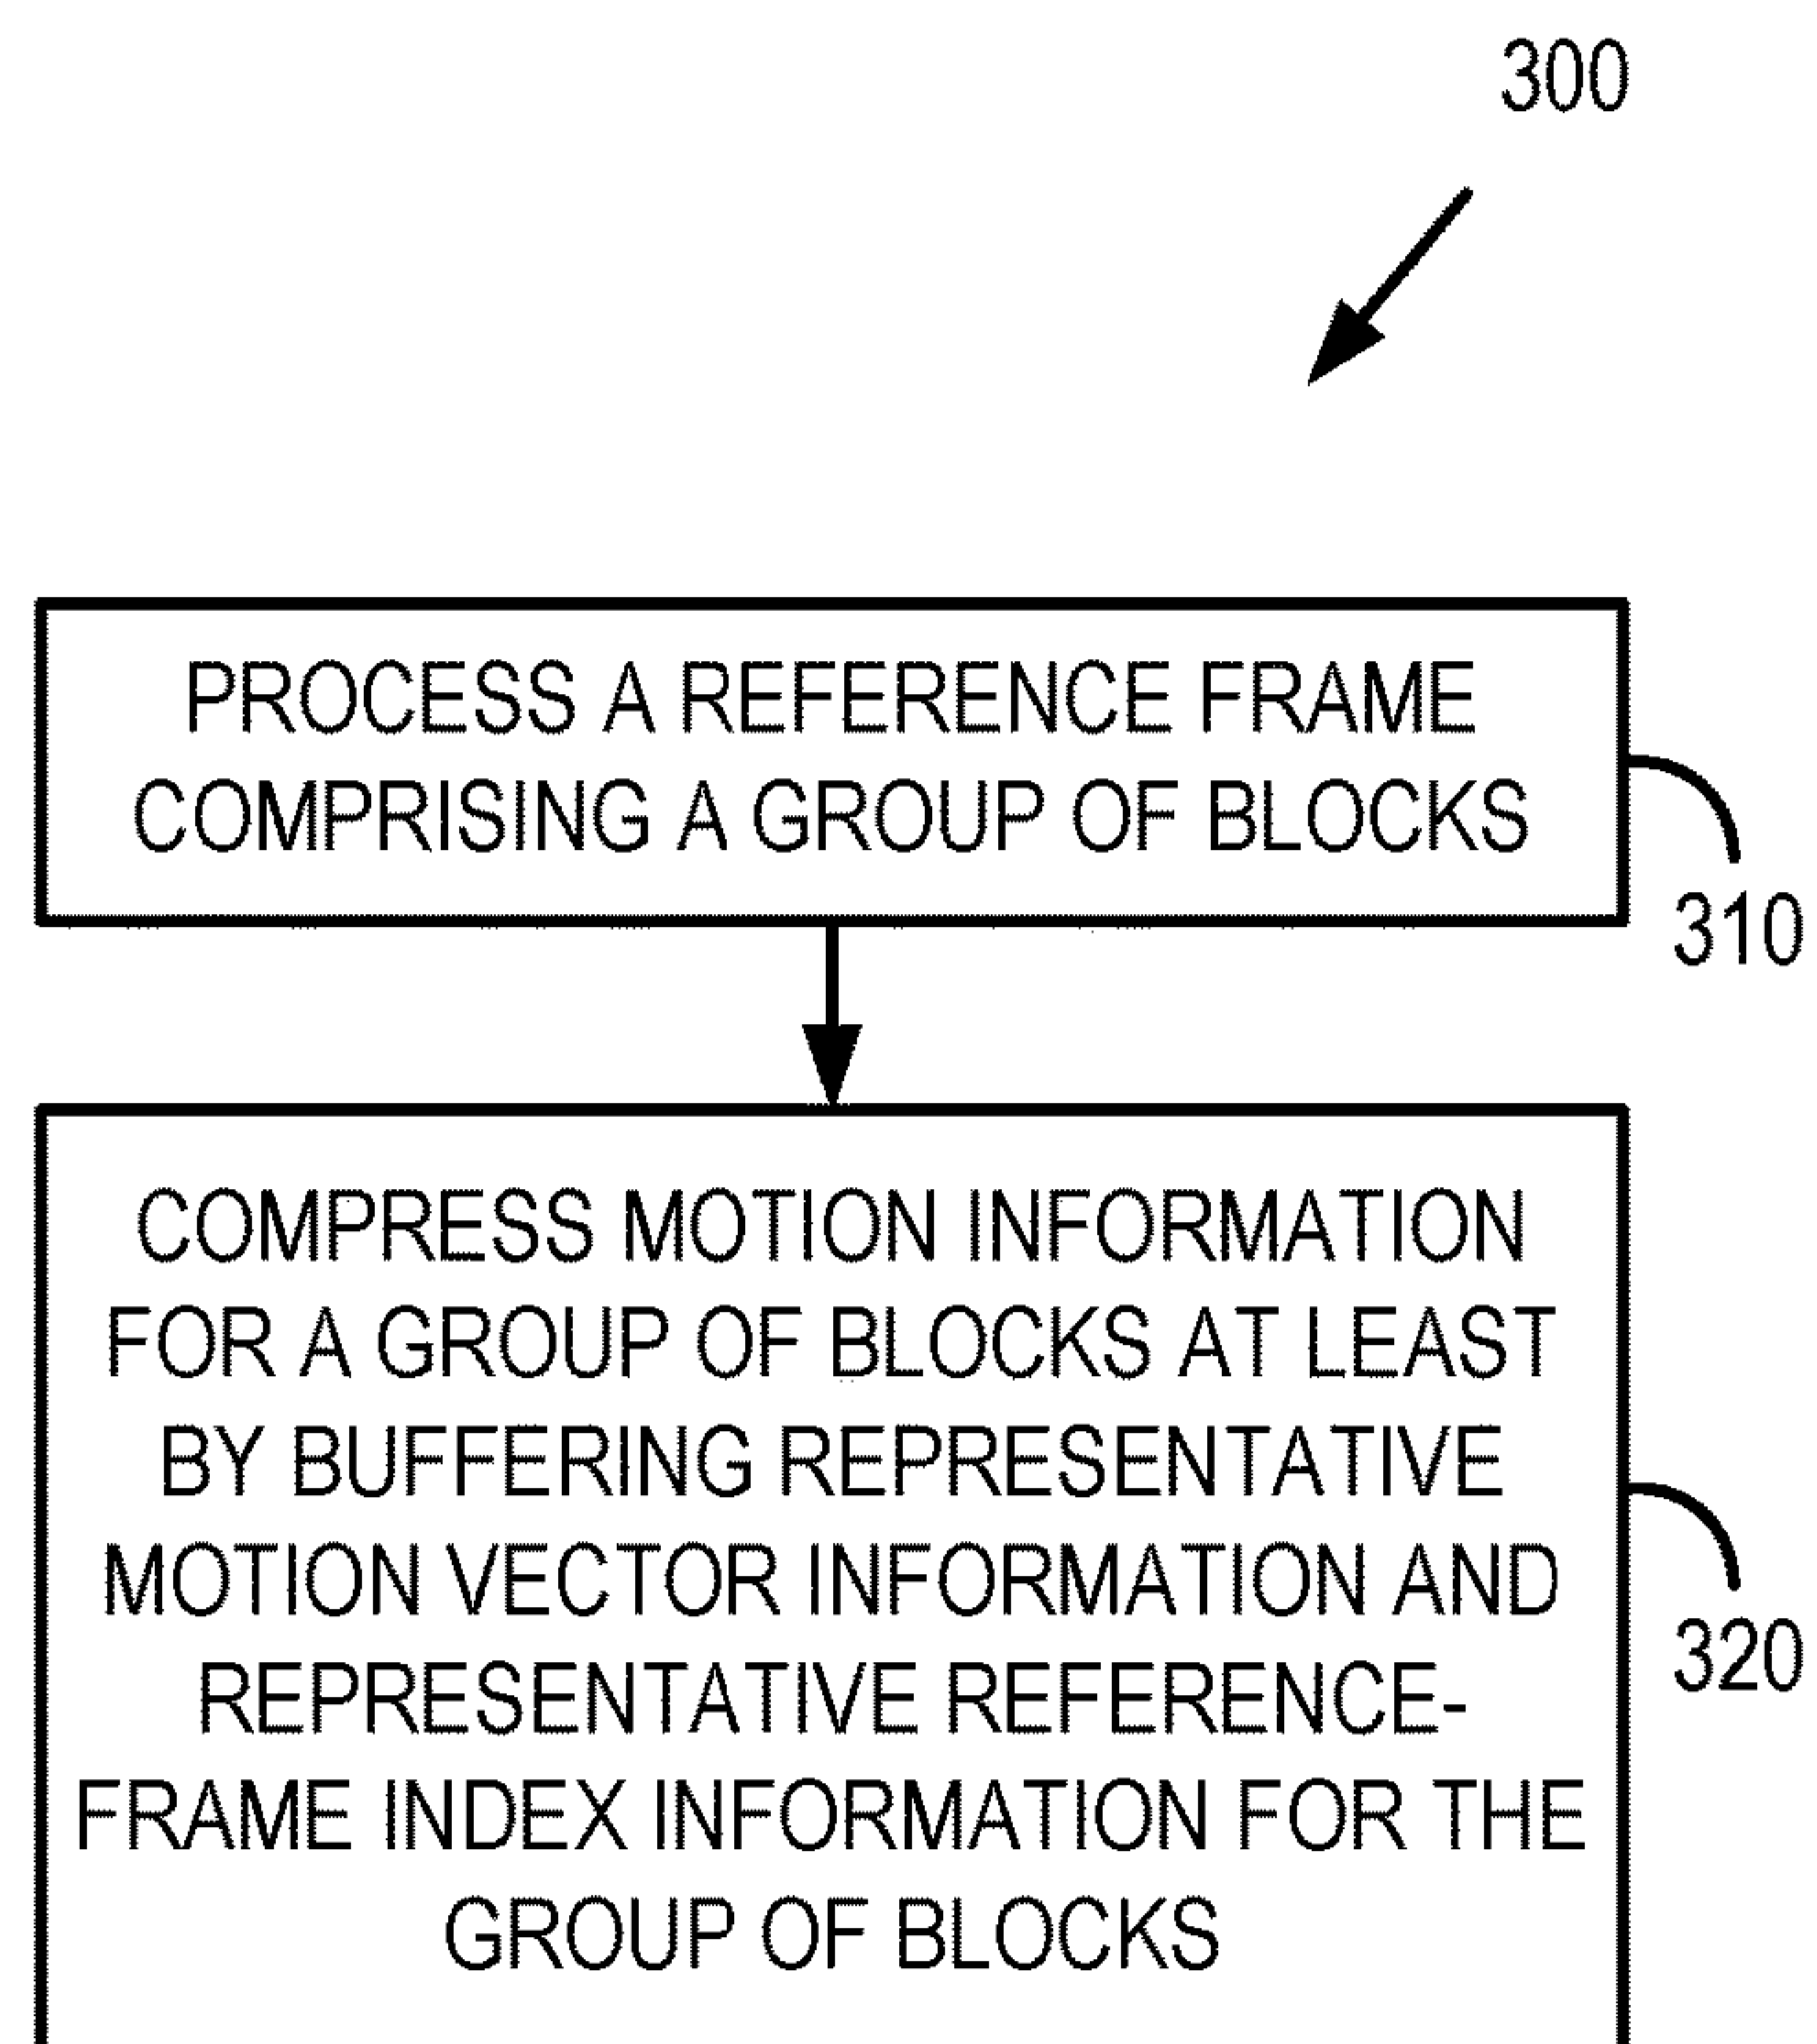 300
PROCESS A REFERENCE FRAME
COMPRISING A GROUP OF BLOCKS
310
COMPRESS MOTION INFORMATION
FOR A GROUP OF BLOCKS AT LEAST
BY BUFFERING REPRESENTATIVE
MOTION VECTOR INFORMATION AND
REPRESENTATIVE REFERENCE-
FRAME INDEX INFORMATION FOR THE
GROUP OF BLOCKS
320